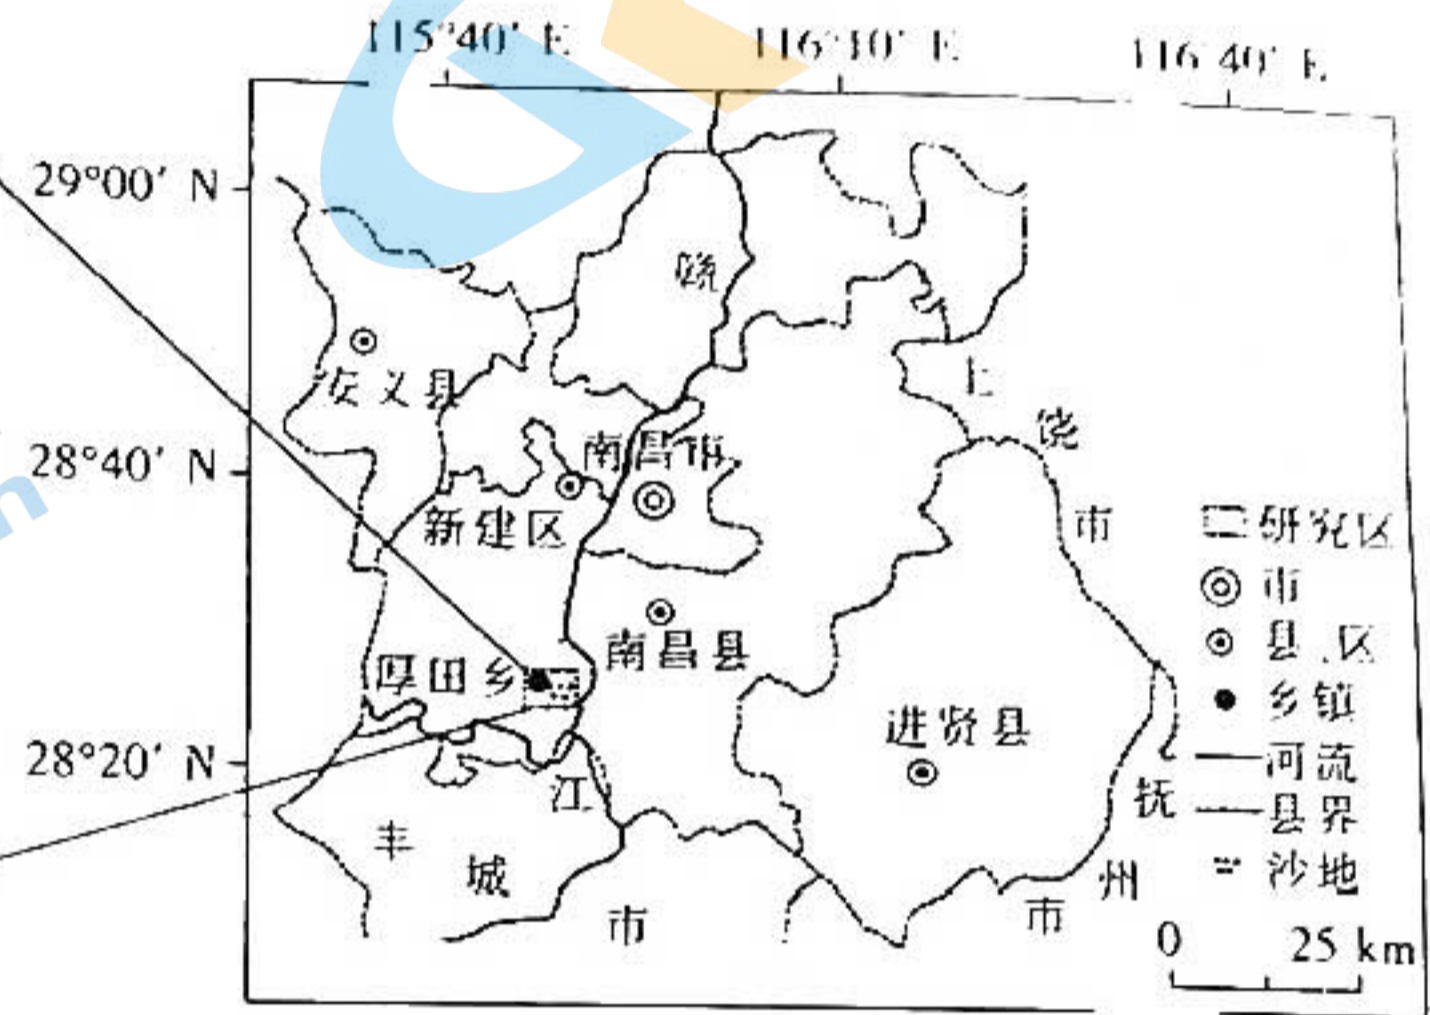 115°40′ E
116°10′ E
116°40′ E
29°00′ N
28°40′ N
28°20′ N
赣
安义县
南昌市
新建区
上
饶
市
南昌县
厚田乡
进贤县
江
丰
城
市
抚
州
市
研究区
市
县、区
乡镇
河流
县界
沙地
0 25 km